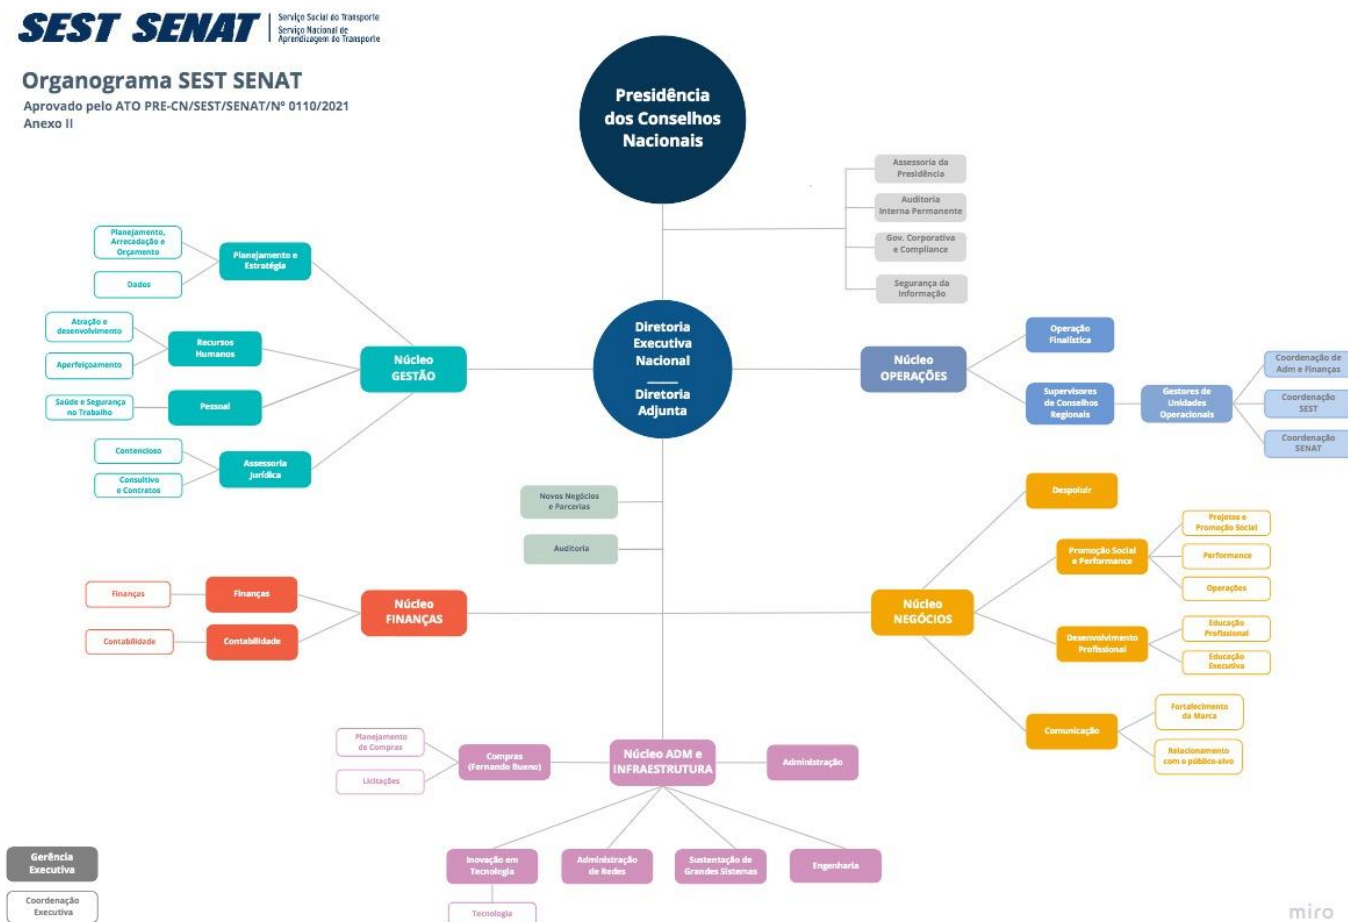 SEST SENAT
Serviço Social do Transporte
Serviço Nacional de
Aprendizagem do Transporte
Organograma SEST SENAT
Aprovado pelo ATO PRE-CN/SEST/SENAT/Nº 0110/2021
Anexo II
Presidência
dos Conselhos
Nacionais
Assessoria da
Presidência
Auditoria
Interna Permanente
Gov. Corporativa
e Compliance
Segurança da
Informação
Diretoria
Executiva
Nacional
Diretoria
Adjunta
Núcleo
GESTÃO
Planejamento e
Estratégia
Planejamento,
Arrecadação e
Orçamento
Dados
Recursos
Humanos
Atração e
desenvolvimento
Aperfeiçoamento
Pessoal
Saúde e Segurança
no Trabalho
Assessoria
Jurídica
Contencioso
Consultivo
e Contratos
Núcleo
OPERAÇÕES
Operação
Finalística
Supervisores
de Conselhos
Regionais
Gestores de
Unidades
Operacionais
Coordenação de
Adm e Finanças
Coordenação
SEST
Coordenação
SENAT
Novos Negócios
e Parcerias
Auditoria
Núcleo
FINANÇAS
Finanças
Finanças
Contabilidade
Contabilidade
Núcleo
NEGÓCIOS
Despoluir
Promoção Social
e Performance
Projetos e
Promoção Social
Performance
Operações
Desenvolvimento
Profissional
Educação
Profissional
Educação
Executiva
Comunicação
Fortalecimento
da Marca
Relacionamento
com o público-alvo
Núcleo ADM e
INFRAESTRUTURA
Compras
(Fernando Bueno)
Planejamento
de Compras
Licitações
Administração
Inovação em
Tecnologia
Tecnologia
Administração
de Redes
Sustentação de
Grandes Sistemas
Engenharia
Gerência
Executiva
Coordenação
Executiva
miro